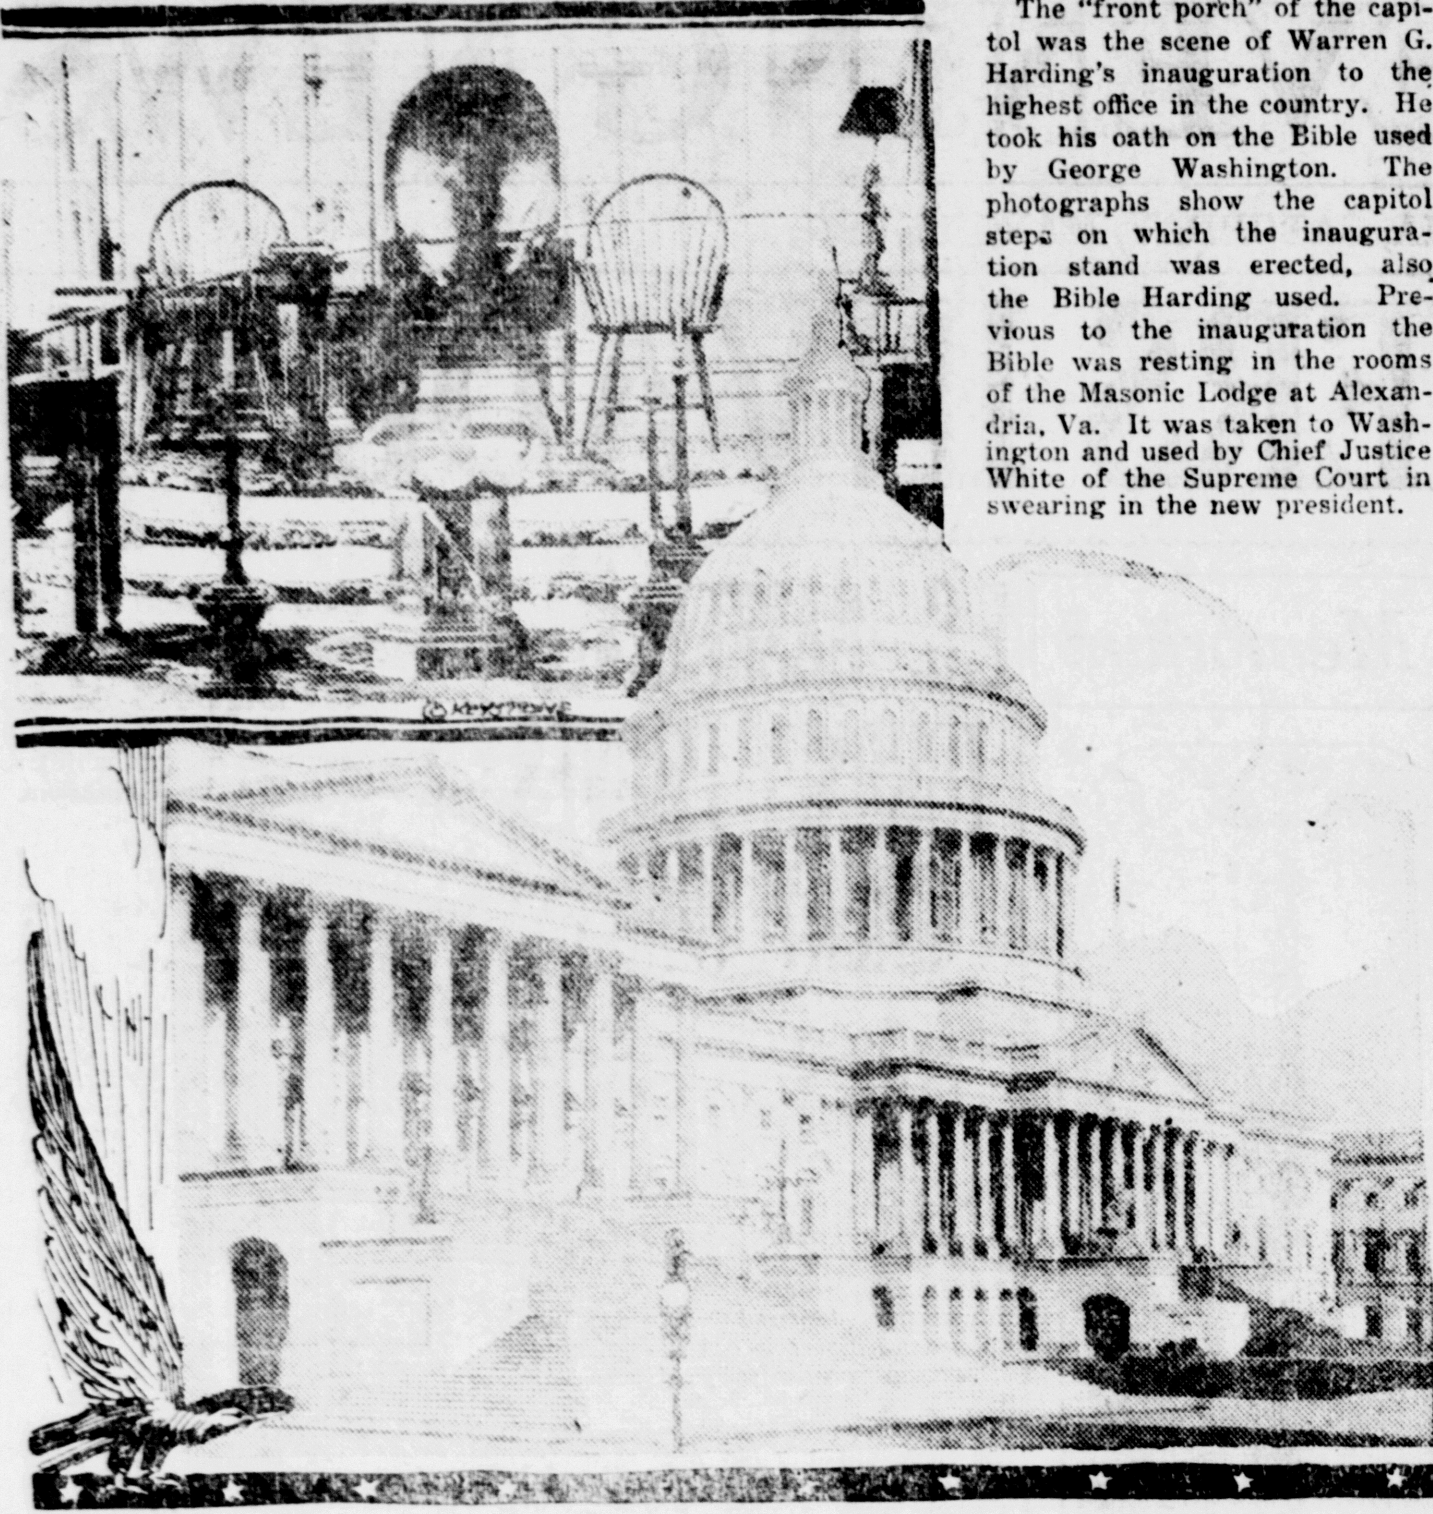 The "front porch" of the capi-
tol was the scene of Warren G.
Harding's inauguration to the
highest office in the country. He
took his oath on the Bible used
by George Washington. The
photographs show the capitol
steps on which the inaugura-
tion stand was erected, also
the Bible Harding used. Pre-
vious to the inauguration the
Bible was resting in the rooms
of the Masonic Lodge at Alexan-
dria, Va. It was taken to Wash-
ington and used by Chief Justice
White of the Supreme Court in
swearing in the new president.
© KEYSTONE